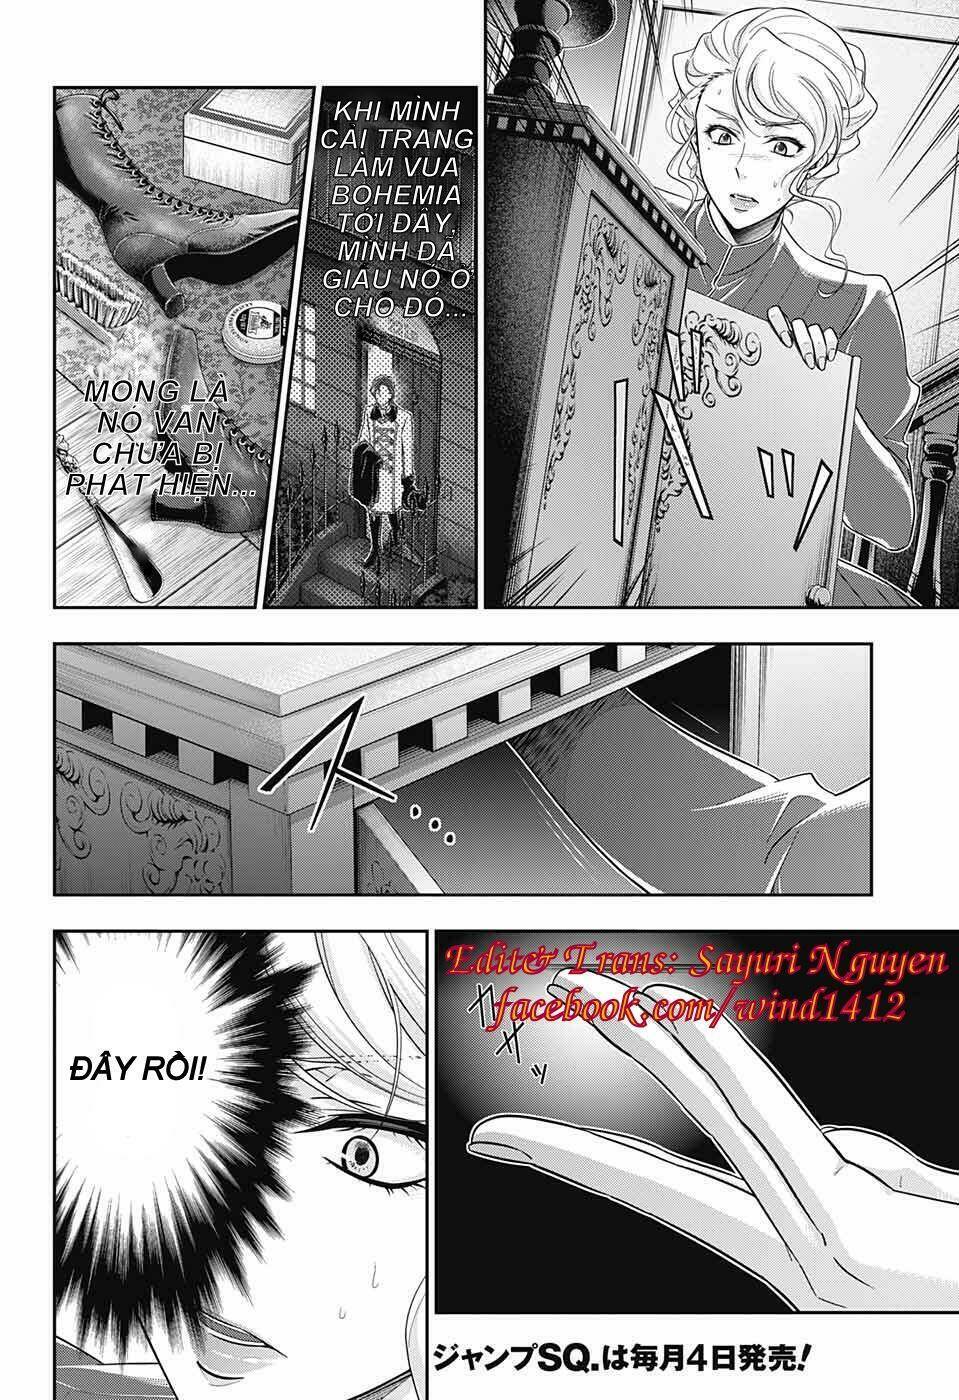 KHI MÌNH
CẢI TRANG
LÀM VUA
BOHEMIA
TỚI ĐÂY,
MÌNH ĐÃ
GIẤU NÓ Ở
CHỖ ĐÓ...
MONG LÀ
NÓ VẪN
CHƯA BỊ
PHÁT HIỆN...
Edit& Trans: Sayuri Nguyen
facebook.com/wind1412
ĐÂY RỒI!
ジャンプSQ.は毎月4日発売!